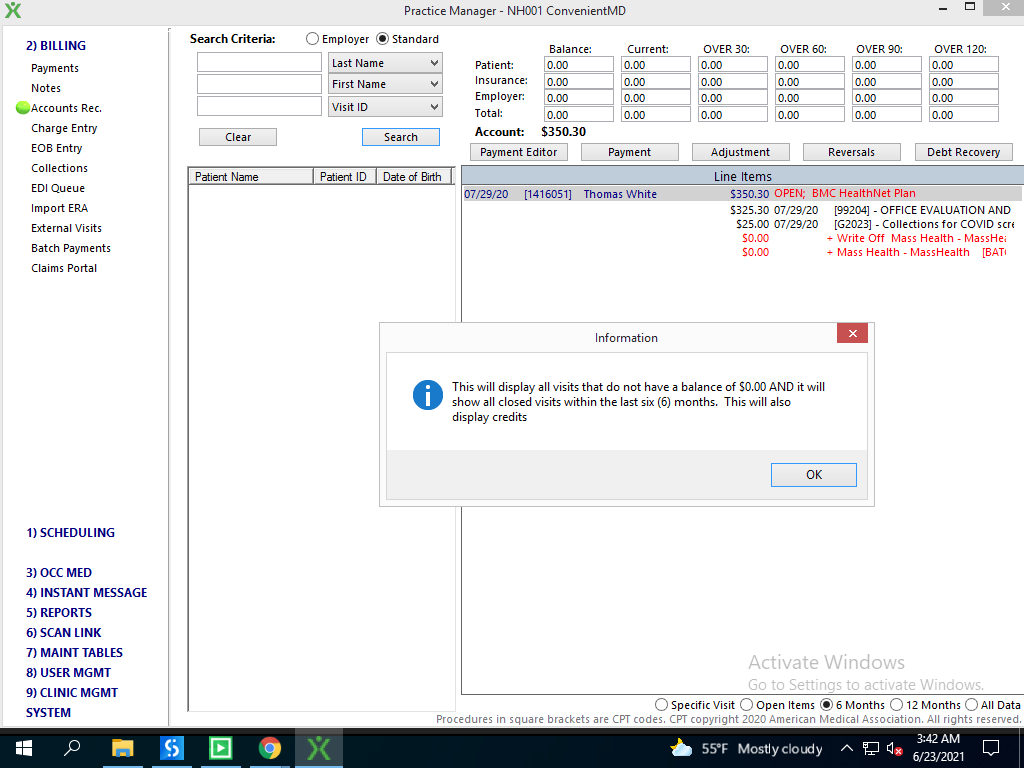 Practice Manager - NH001 ConvenientMD
2) BILLING
Payments
Notes
Accounts Rec.
Charge Entry
EOB Entry
Collections
EDI Queue
Import ERA
External Visits
Batch Payments
Claims Portal
1) SCHEDULING
3) OCC MED
4) INSTANT MESSAGE
5) REPORTS
6) SCAN LINK
7) MAINT TABLES
8) USER MGMT
9) CLINIC MGMT
SYSTEM
Search Criteria: Employer Standard
Last Name
First Name
Visit ID
Clear Search
Balance: Current: OVER 30: OVER 60: OVER 90: OVER 120:
Patient: 0.00 0.00 0.00 0.00 0.00 0.00
Insurance: 0.00 0.00 0.00 0.00 0.00 0.00
Employer: 0.00 0.00 0.00 0.00 0.00 0.00
Total: 0.00 0.00 0.00 0.00 0.00 0.00
Account: $350.30
Payment Editor Payment Adjustment Reversals Debt Recovery
Patient Name Patient ID Date of Birth
Line Items
07/29/20 [1416051] Thomas White $350.30 OPEN; BMC HealthNet Plan
$325.30 07/29/20 [99204] - OFFICE EVALUATION AND
$25.00 07/29/20 [G2023] - Collections for COVID scre
$0.00 + Write Off Mass Health - MassHea
$0.00 + Mass Health - MassHealth [BATC
Information
This will display all visits that do not have a balance of $0.00 AND it will
show all closed visits within the last six (6) months. This will also
display credits
OK
Activate Windows
Go to Settings to activate Windows.
Specific Visit Open Items 6 Months 12 Months All Data
Procedures in square brackets are CPT codes. CPT copyright 2020 American Medical Association. All rights reserved.
55°F Mostly cloudy
3:42 AM
6/23/2021